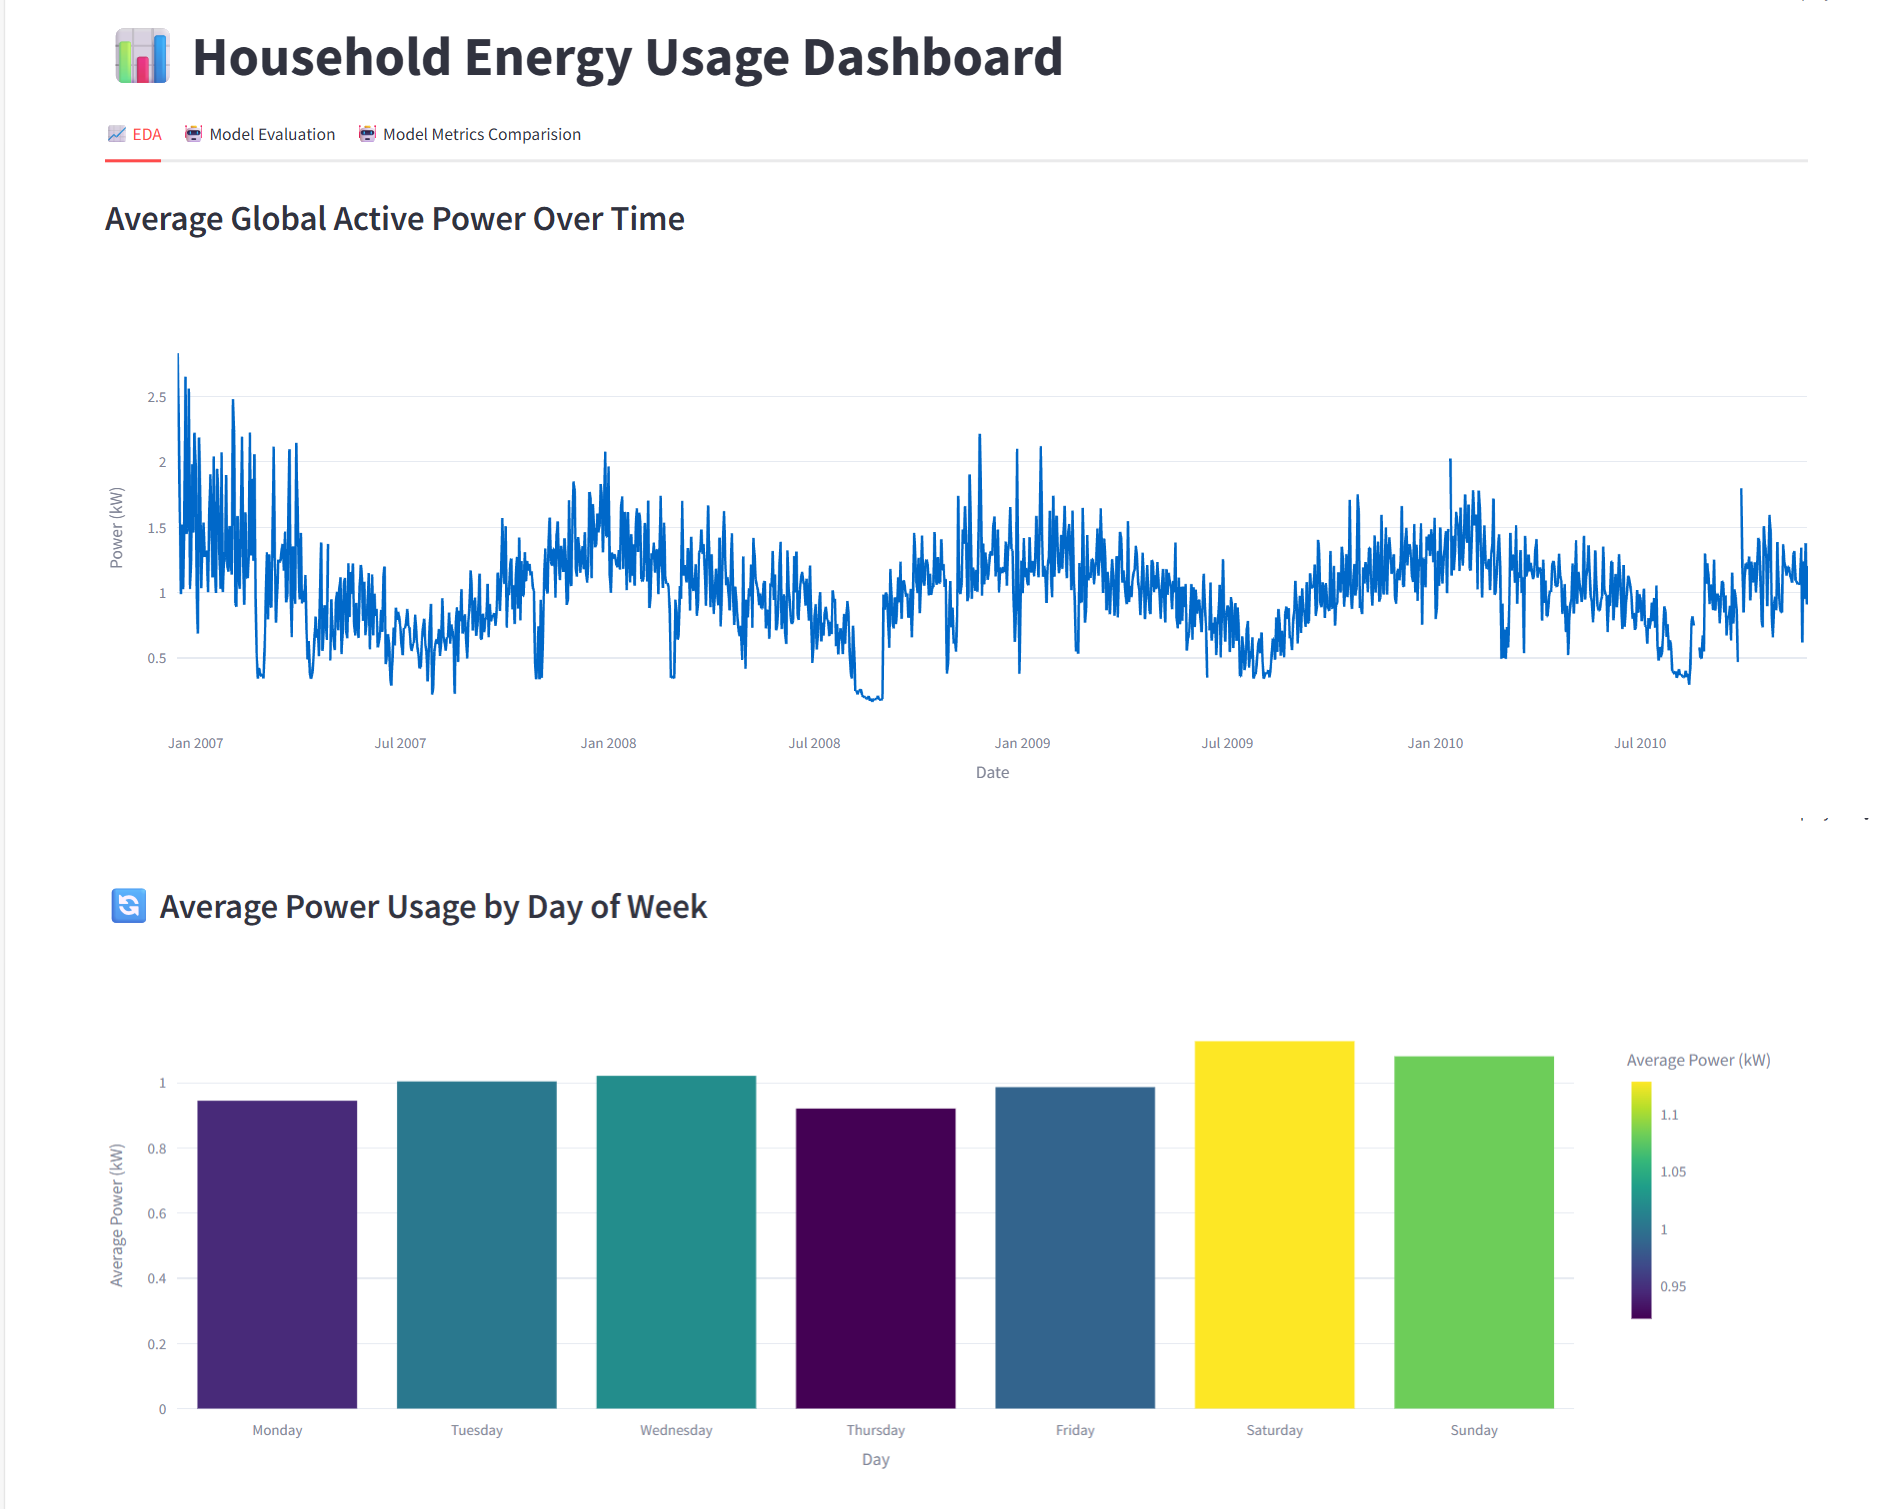 Household Energy Usage Dashboard
EDA Model Evaluation Model Metrics Comparision
Average Global Active Power Over Time
2.5
2
1.5
1
0.5
Power (kW)
Jan 2007 Jul 2007 Jan 2008 Jul 2008 Jan 2009 Jul 2009 Jan 2010 Jul 2010
Date
Average Power Usage by Day of Week
1
0.8
0.6
0.4
0.2
0
Average Power (kW)
Monday Tuesday Wednesday Thursday Friday Saturday Sunday
Day
Average Power (kW)
1.1
1.05
1
0.95